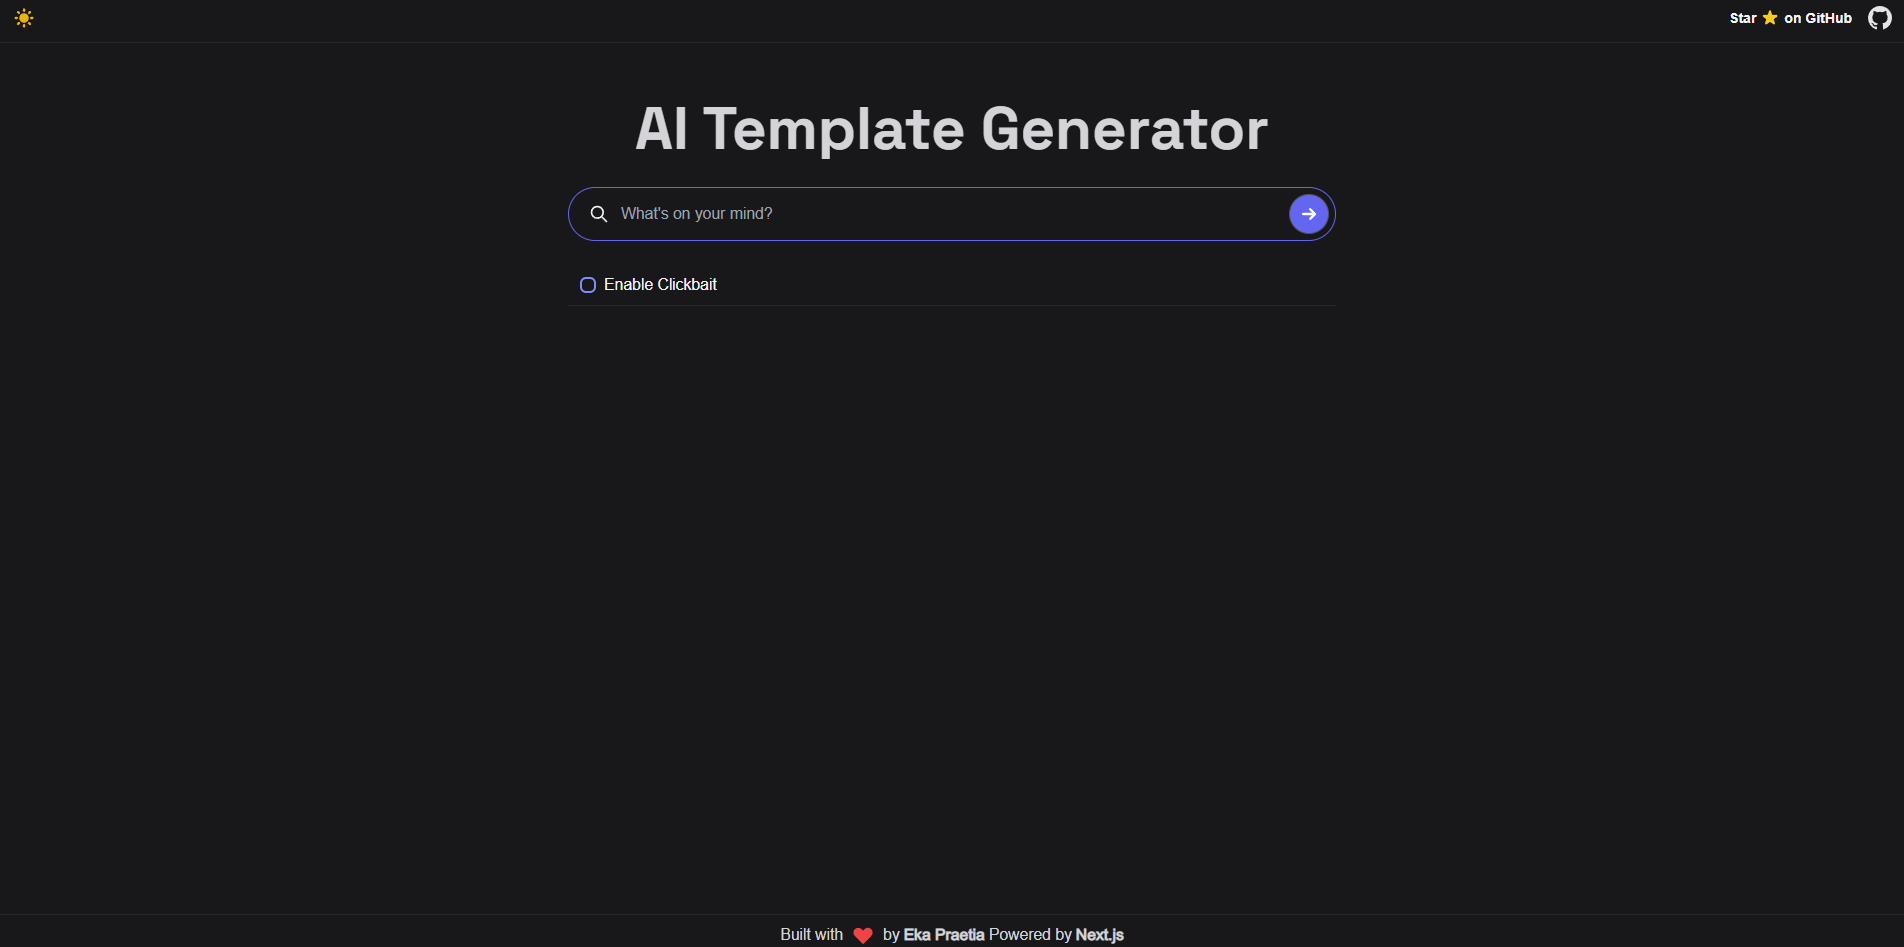 Star ⭐ on GitHub
AI Template Generator
What's on your mind?
Enable Clickbait
Built with ❤️ by Eka Praetia Powered by Next.js